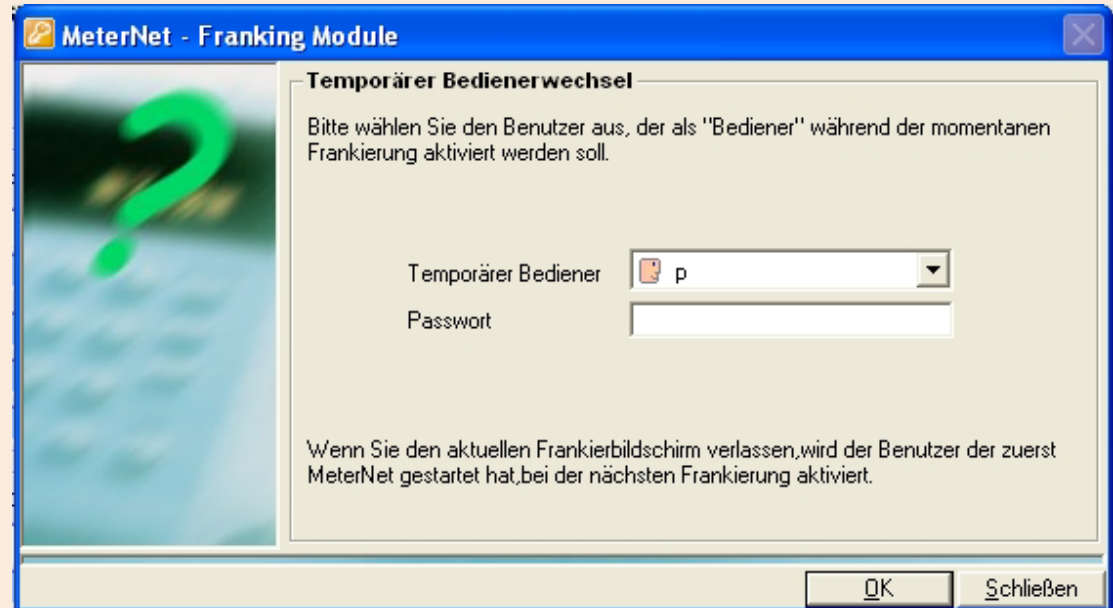 MeterNet - Franking Module
Temporärer Bedienerwechsel
Bitte wählen Sie den Benutzer aus, der als "Bediener" während der momentanen
Frankierung aktiviert werden soll.
Temporärer Bediener p
Passwort
Wenn Sie den aktuellen Frankierbildschirm verlassen,wird der Benutzer der zuerst
MeterNet gestartet hat,bei der nächsten Frankierung aktiviert.
OK Schließen